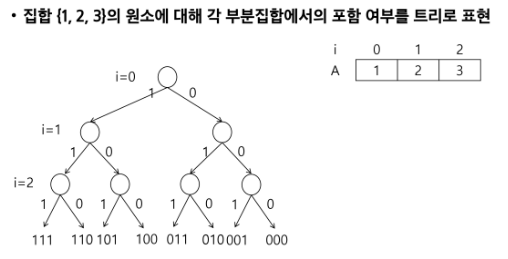 • 집합 {1, 2, 3}의 원소에 대해 각 부분집합에서의 포함 여부를 트리로 표현
i 0 1 2
A 1 2 3
i=0
1 0
i=1
1 0 1 0
i=2
1 0 1 0 1 0 1 0
111 110 101 100 011 010 001 000